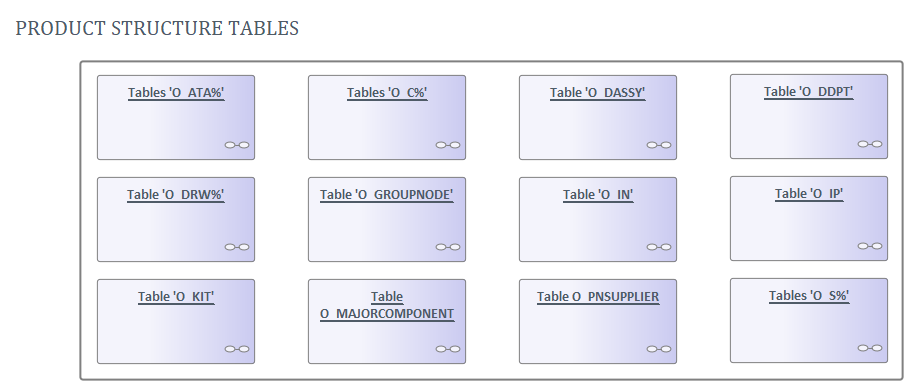 PRODUCT STRUCTURE TABLES
Tables 'O_ATA%'
Tables 'O_C%'
Table 'O_DASSY'
Table 'O_DDPT'
Table 'O_DRW%'
Table 'O_GROUPNODE'
Table 'O_IN'
Table 'O_IP'
Table 'O_KIT'
Table
O_MAJORCOMPONENT
Table O_PNSUPPLIER
Tables 'O_S%'